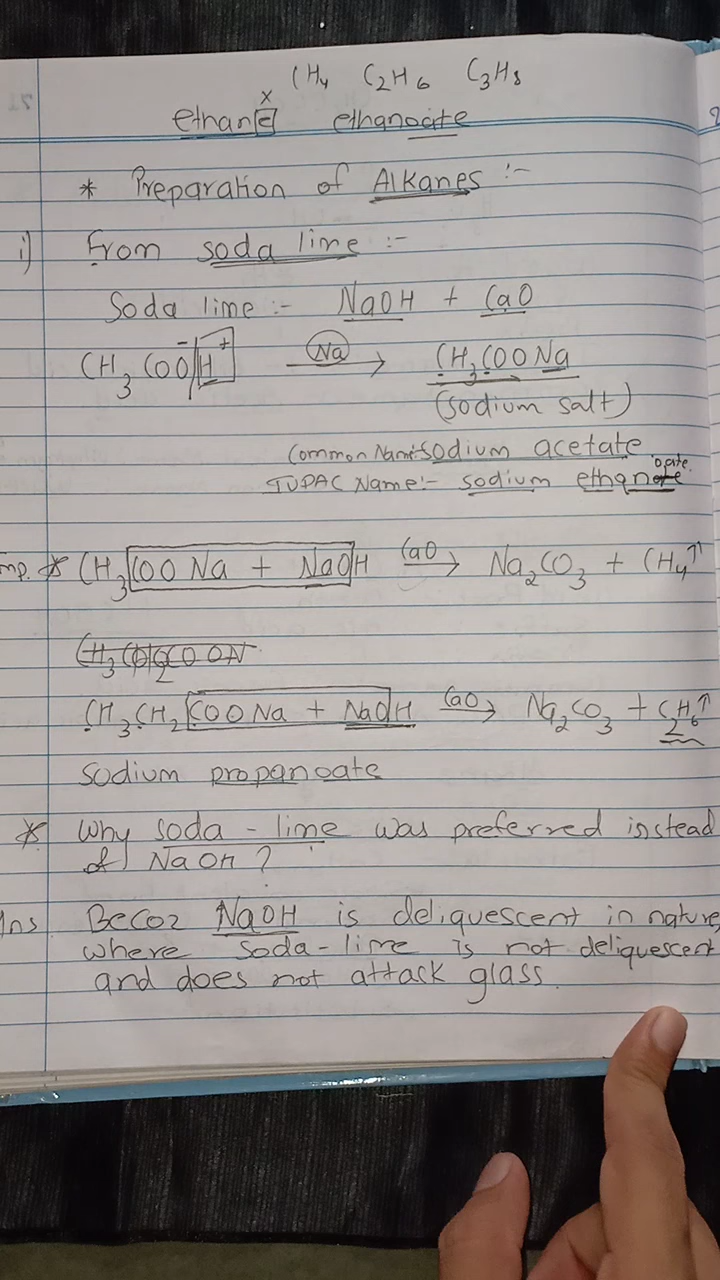 CH₄ C₂H₆ C₃H₈
x
ethane ethanoate
* Preparation of Alkanes :-
i) From soda lime :-
Soda lime :- NaOH + CaO
CH₃COO⁻H⁺ Na → CH₃COONa
(sodium salt)
Common Name:- sodium acetate
IUPAC Name:- sodium ethanoate
Imp. * CH₃COONa + NaOH CaO → Na₂CO₃ + CH₄↑
CH₃CH₂COONa + NaOH CaO → Na₂CO₃ + C₂H₆↑
sodium propanoate
* Why soda-lime was preferred instead
of NaOH?
Ans. Becoz NaOH is deliquescent in nature,
where soda-lime is not deliquescent
and does not attack glass.